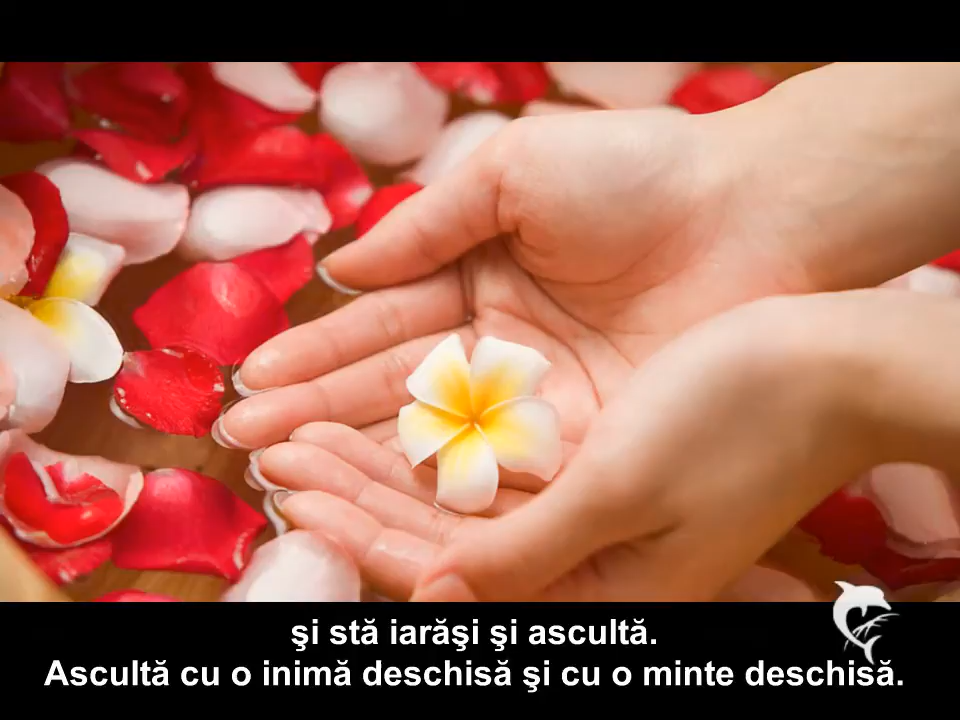 şi stă iarăşi şi ascultă.
Ascultă cu o inimă deschisă şi cu o minte deschisă.